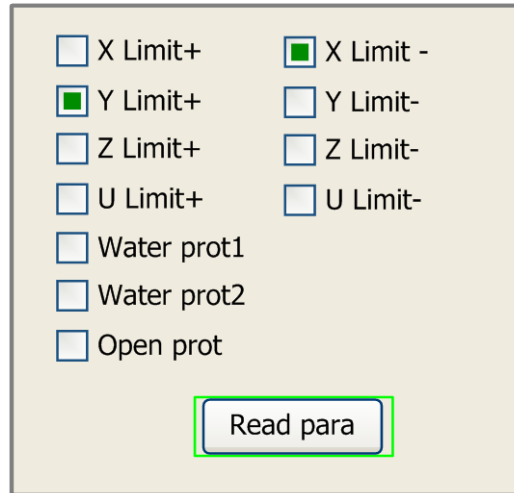 X Limit+ X Limit -
Y Limit+ Y Limit-
Z Limit+ Z Limit-
U Limit+ U Limit-
Water prot1
Water prot2
Open prot
Read para